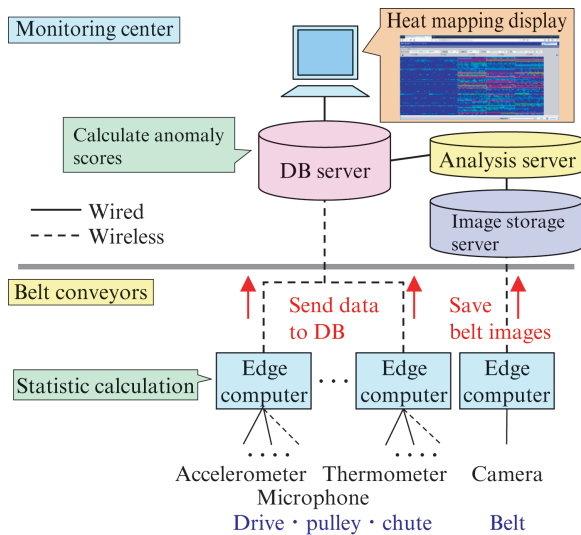 Monitoring center
Heat mapping display
Calculate anomaly
scores
DB server
Analysis server
Image storage
server
Wired
Wireless
Belt conveyors
Send data
to DB
Save
belt images
Statistic calculation
Edge
computer
Edge
computer
Edge
computer
Accelerometer
Thermometer
Camera
Microphone
Drive・pulley・chute
Belt